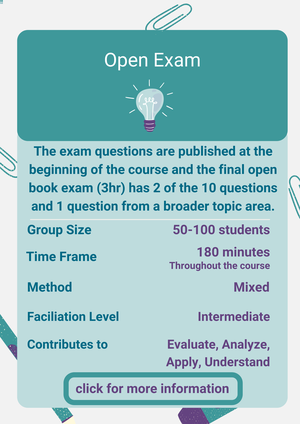 Open Exam
The exam questions are published at the
beginning of the course and the final open
book exam (3hr) has 2 of the 10 questions
and 1 question from a broader topic area.
Group Size 50-100 students
Time Frame 180 minutes
Throughout the course
Method Mixed
Faciliation Level Intermediate
Contributes to Evaluate, Analyze,
Apply, Understand
click for more information